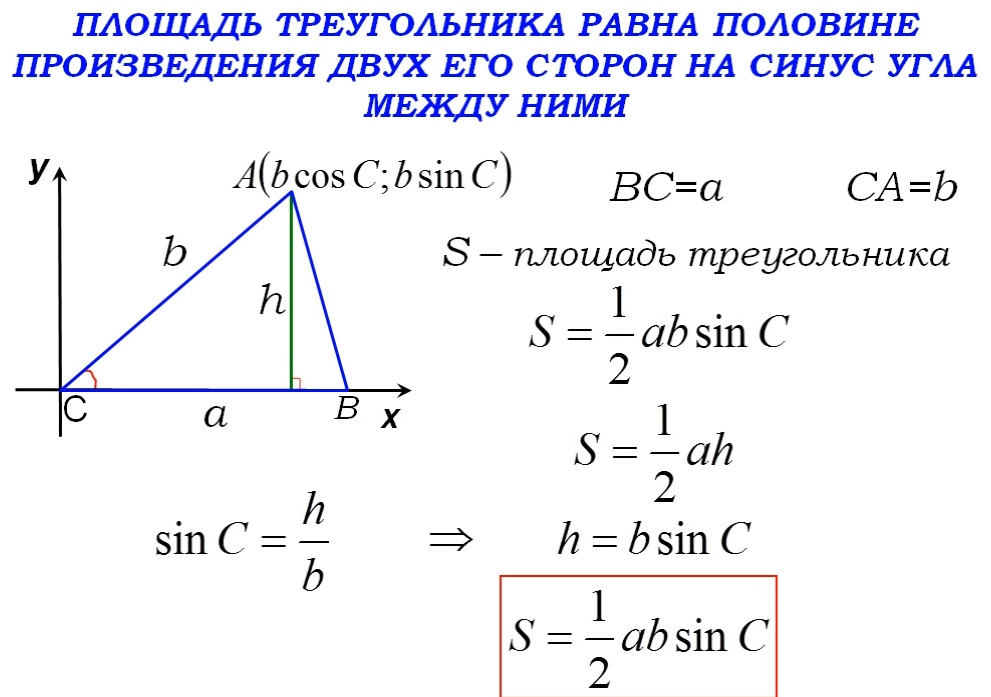 ПЛОЩАДЬ ТРЕУГОЛЬНИКА РАВНА ПОЛОВИНЕ
ПРОИЗВЕДЕНИЯ ДВУХ ЕГО СТОРОН НА СИНУС УГЛА
МЕЖДУ НИМИ
y
A(b cos C; b sin C)
BC=a
CA=b
b
S – площадь треугольника
h
S = 1/2 ab sin C
C
a
B
x
S = 1/2 ah
sin C = h/b
⇒
h = b sin C
S = 1/2 ab sin C